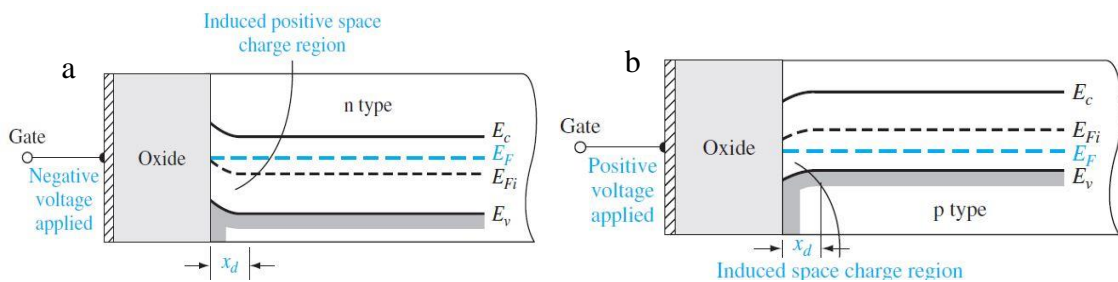 a
Induced positive space
charge region
n type
Gate
Oxide
Negative
voltage
applied
E_c
E_F
E_Fi
E_v
x_d
b
Gate
Oxide
Positive
voltage
applied
E_c
E_Fi
E_F
E_v
p type
x_d
Induced space charge region